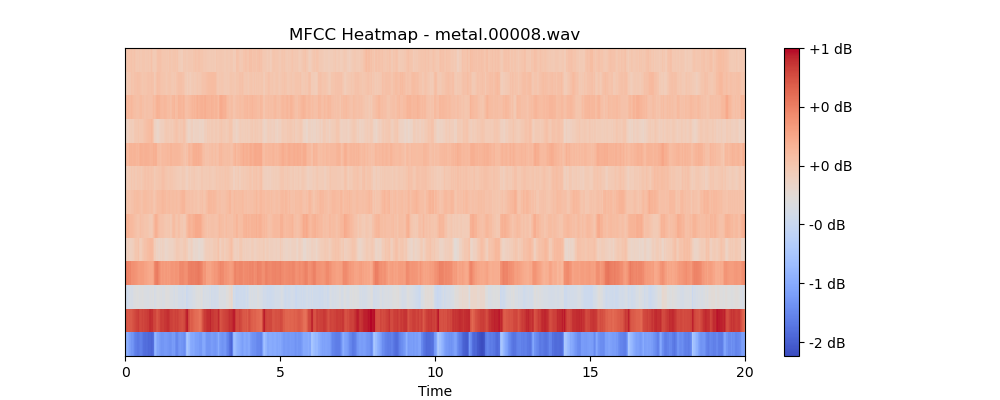 MFCC Heatmap - metal.00008.wav
+1 dB
+0 dB
+0 dB
-0 dB
-1 dB
-2 dB
0 5 10 15 20
Time